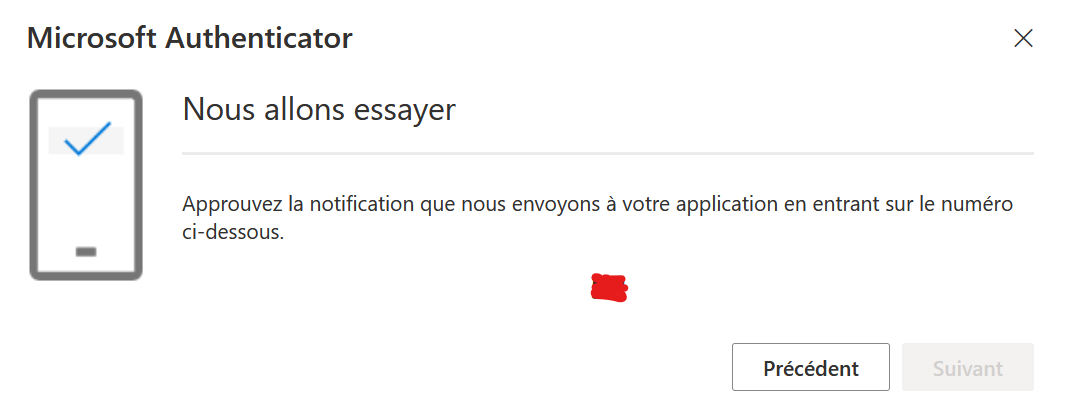 Microsoft Authenticator
Nous allons essayer
Approuvez la notification que nous envoyons à votre application en entrant sur le numéro
ci-dessous.
Précédent
Suivant